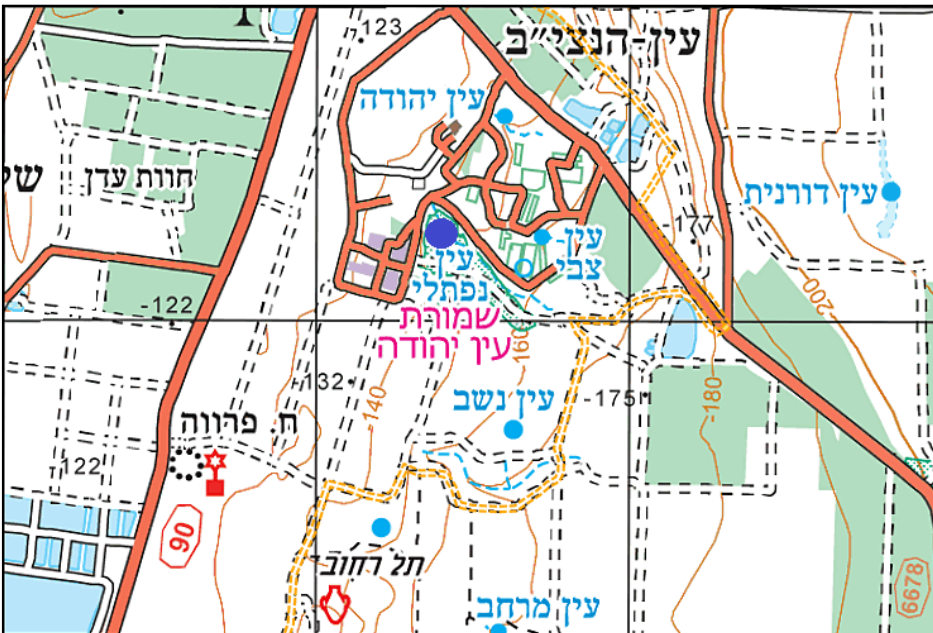 -123
עין-הנצי״ב
עין יהודה
חוות עדן
שי
עין דורנית
-177
עין-
צבי
עין
נפתלי
-200
-122
שמורת
עין יהודה
-160
-132
-140
עין נשב
-175
-180
ח. פרווה
-122
90
תל רחוב
עין מרחב
6678